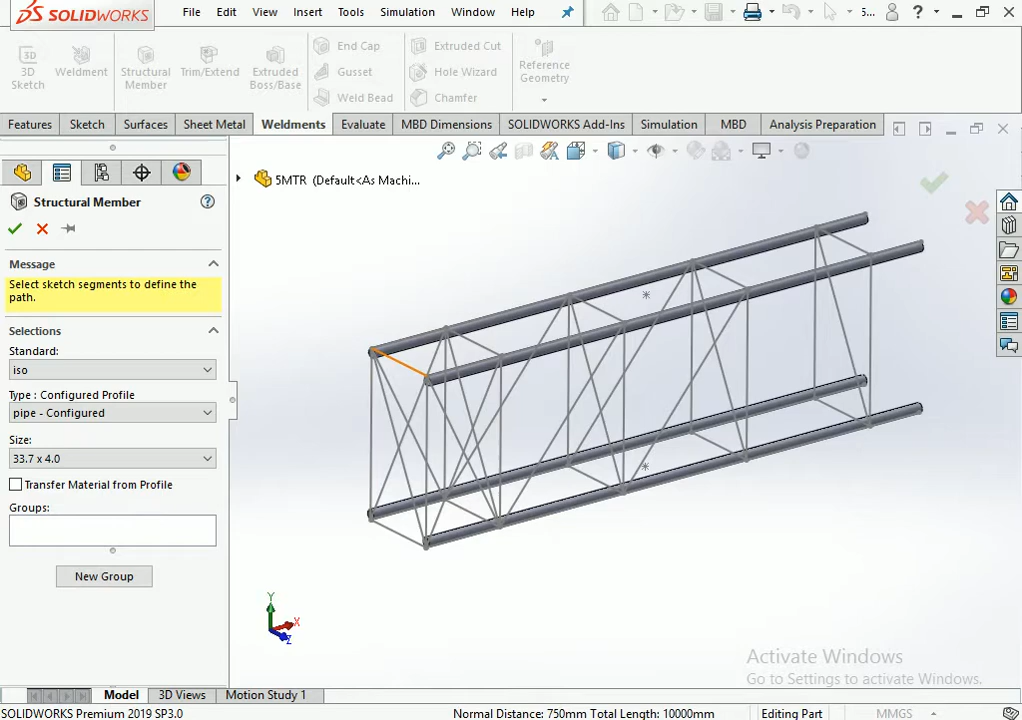 SOLIDWORKS File Edit View Insert Tools Simulation Window Help 5...
3D Sketch Weldment Structural Member Trim/Extend Extruded Boss/Base End Cap Gusset Weld Bead Extruded Cut Hole Wizard Chamfer Reference Geometry
Features Sketch Surfaces Sheet Metal Weldments Evaluate MBD Dimensions SOLIDWORKS Add-Ins Simulation MBD Analysis Preparation
5MTR (Default<As Machi...
Structural Member
Message
Select sketch segments to define the
path.
Selections
Standard:
iso
Type : Configured Profile
pipe - Configured
Size:
33.7 x 4.0
Transfer Material from Profile
Groups:
New Group
Y
X
Z
Activate Windows
Go to Settings to activate Windows.
Model 3D Views Motion Study 1
SOLIDWORKS Premium 2019 SP3.0 Normal Distance: 750mm Total Length: 10000mm Editing Part MMGS